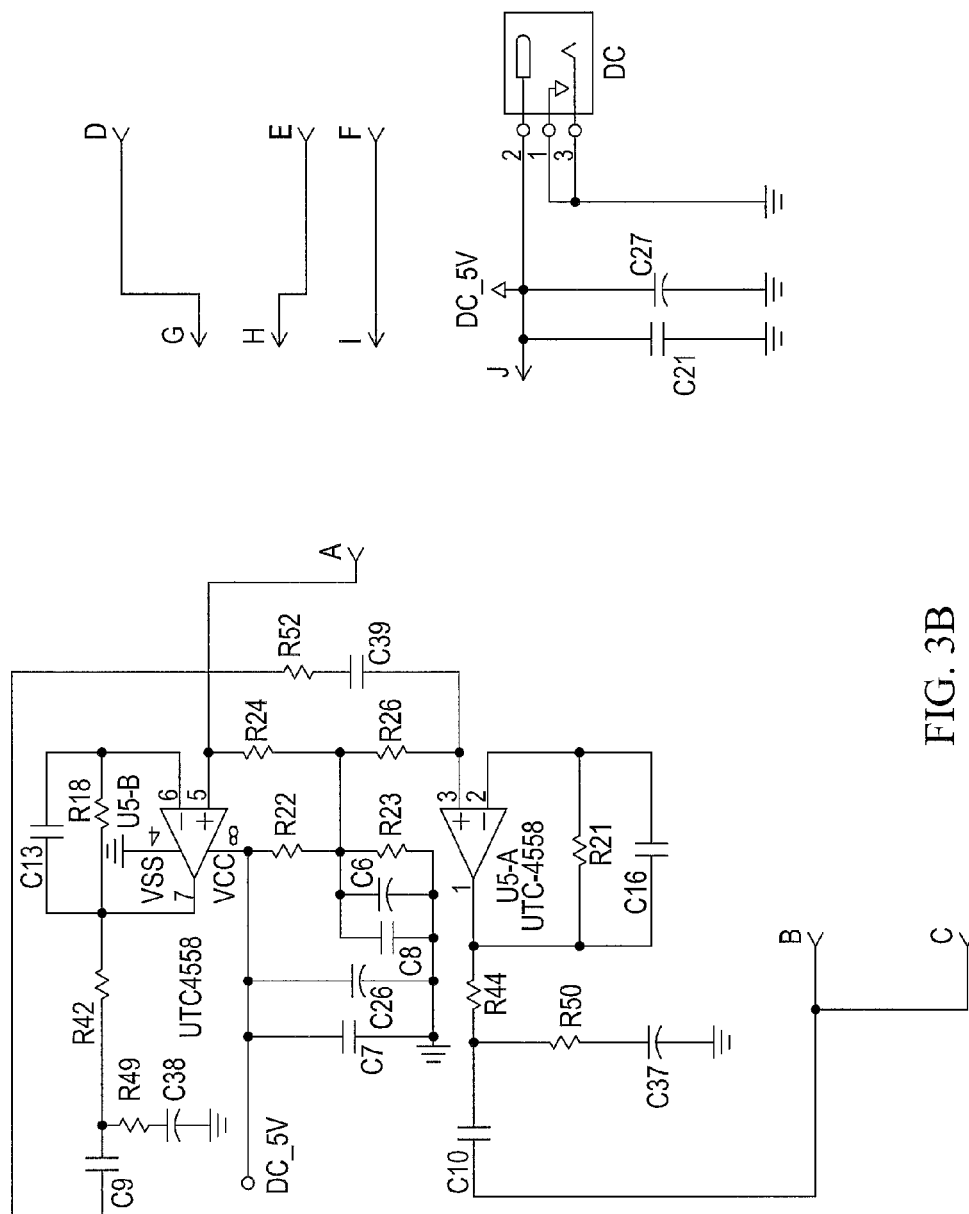 D
E
F
G
H
I
DC
2
1
3
DC_5V
J
C27
C21
A
R52
C39
C13
R18
U5-B
6
5
4
VSS
VCC
8
7
R24
R26
R22
R23
C6
C8
C26
C7
R42
UTC4558
R49
C38
C9
DC_5V
3
2
1
U5-A
UTC-4558
R21
C16
R44
R50
C37
C10
B
C
FIG. 3B